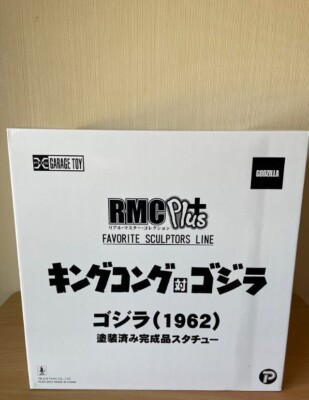 GARAGE TOY
GODZILLA
RMC Plus+
リアル・マスター・コレクション
FAVORITE SCULPTORS LINE
キングコング対ゴジラ
ゴジラ(1962)
塗装済み完成品スタチュー